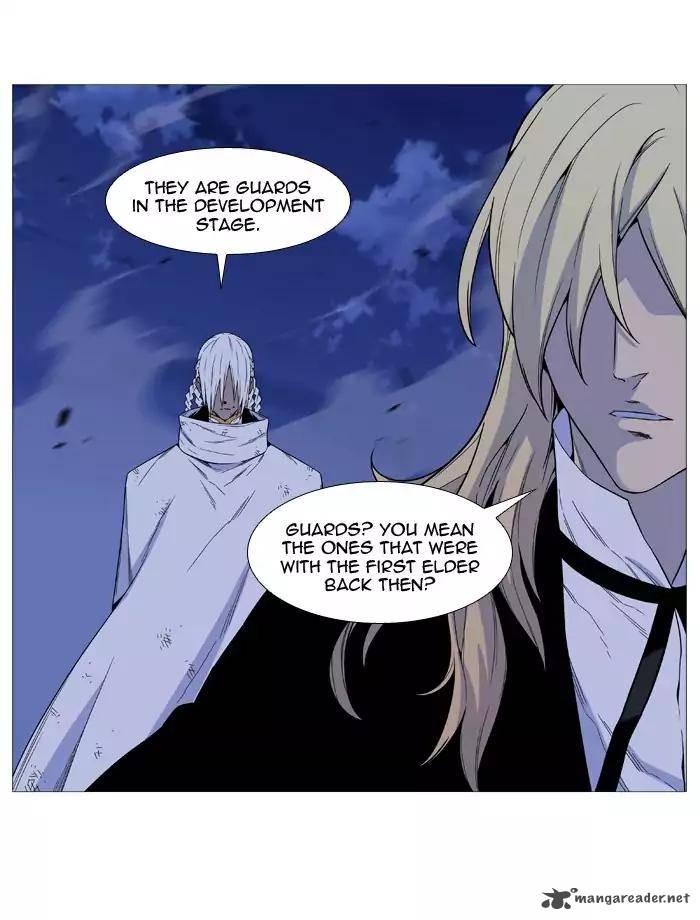 THEY ARE GUARDS
IN THE DEVELOPMENT
STAGE.
GUARDS? YOU MEAN
THE ONES THAT WERE
WITH THE FIRST ELDER
BACK THEN?
mangareader.net